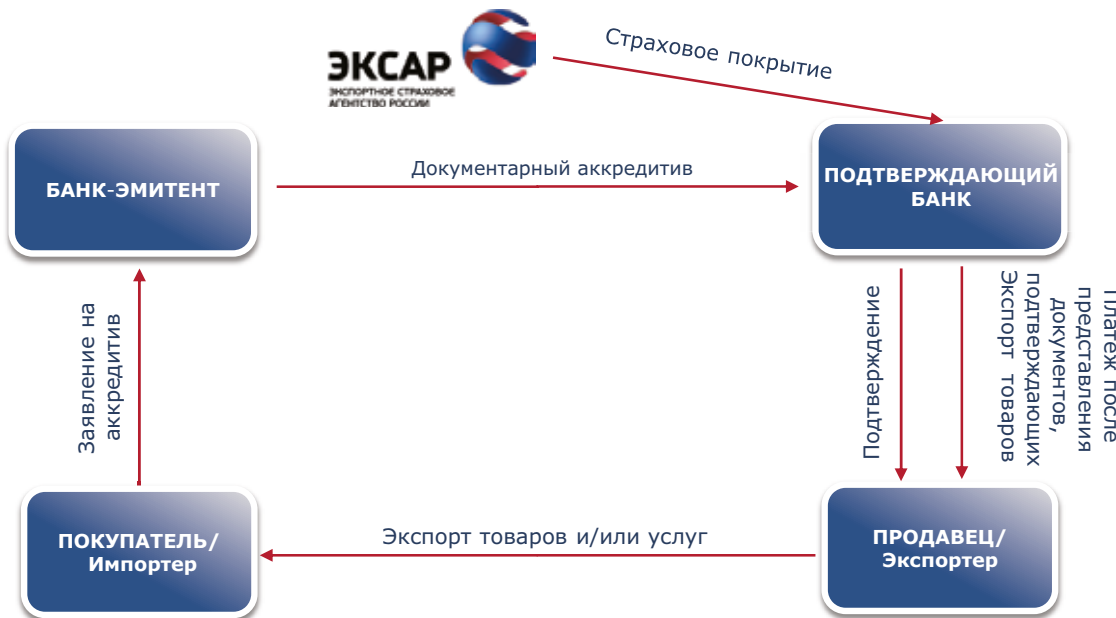 ЭКСАР
ЭКСПОРТНОЕ СТРАХОВОЕ
АГЕНТСТВО РОССИИ
Страховое покрытие
БАНК-ЭМИТЕНТ
Документарный аккредитив
ПОДТВЕРЖДАЮЩИЙ
БАНК
Заявление на
аккредитив
Подтверждение
Платеж после
представления
документов,
подтверждающих
Экспорт товаров
ПОКУПАТЕЛЬ/
Импортер
Экспорт товаров и/или услуг
ПРОДАВЕЦ/
Экспортер